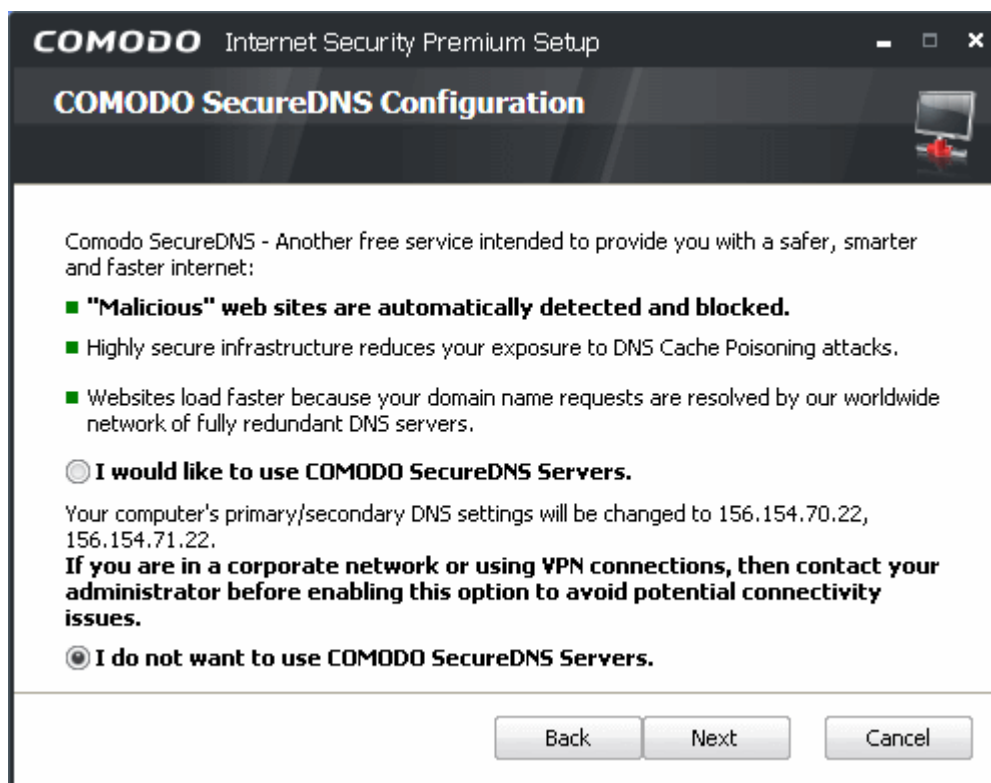 COMODO Internet Security Premium Setup
COMODO SecureDNS Configuration
Comodo SecureDNS - Another free service intended to provide you with a safer, smarter
and faster internet:
"Malicious" web sites are automatically detected and blocked.
Highly secure infrastructure reduces your exposure to DNS Cache Poisoning attacks.
Websites load faster because your domain name requests are resolved by our worldwide
network of fully redundant DNS servers.
I would like to use COMODO SecureDNS Servers.
Your computer's primary/secondary DNS settings will be changed to 156.154.70.22,
156.154.71.22.
If you are in a corporate network or using VPN connections, then contact your
administrator before enabling this option to avoid potential connectivity
issues.
I do not want to use COMODO SecureDNS Servers.
Back Next Cancel